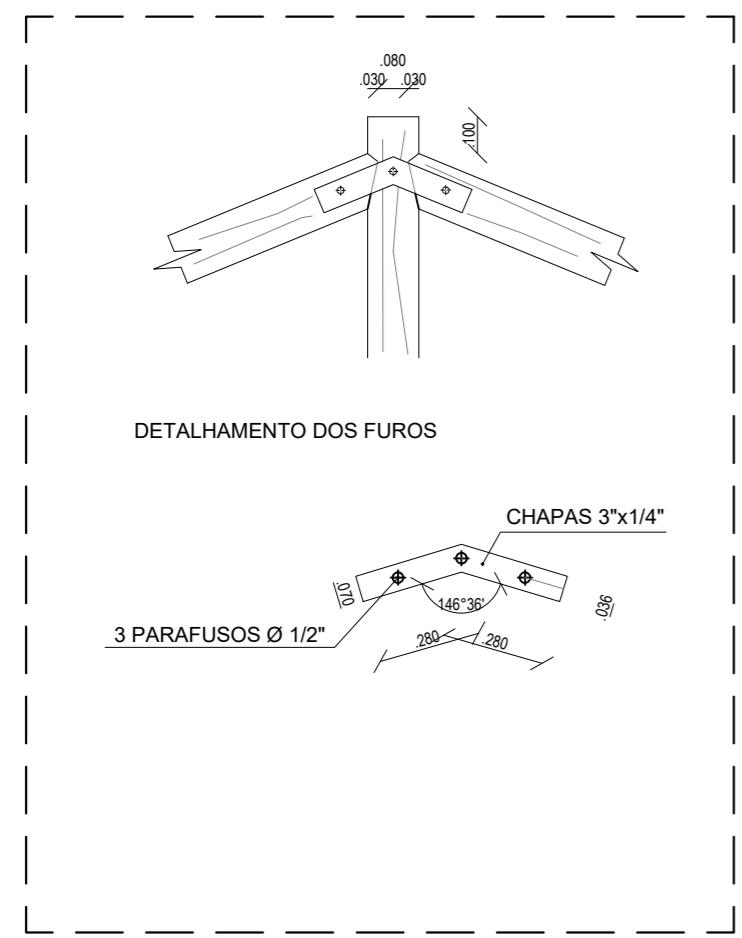 .080
.030 .030
.100
DETALHAMENTO DOS FUROS
CHAPAS 3"x1/4"
.070
146°36'
.036
3 PARAFUSOS Ø 1/2"
.280 .280